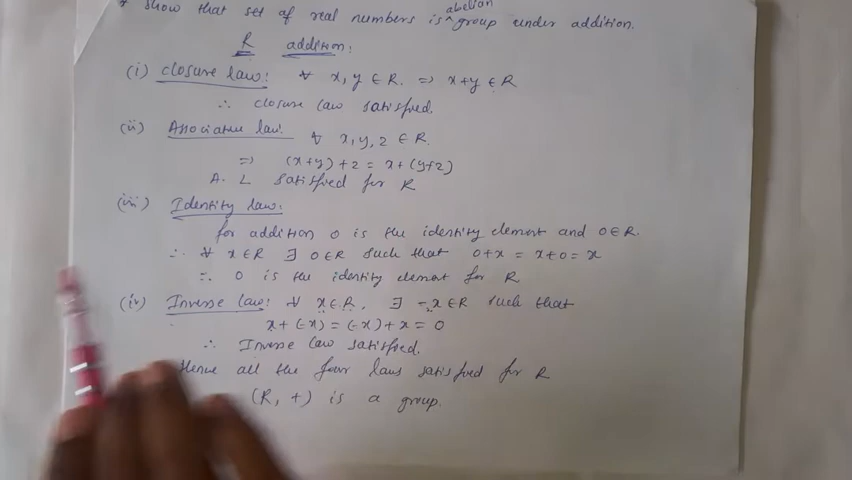 * Show that set of real numbers is ^ abelian group under addition.
R addition:
(i) Closure law: ∀ x, y ∈ R. ⇒ x+y ∈ R
∴ closure law satisfied.
(ii) Associative law: ∀ x, y, z ∈ R.
⇒ (x+y)+z = x+(y+z)
A. L satisfied for R
(iii) Identity law:
for addition 0 is the identity element and 0∈R.
∴ ∀ x∈R ∃ 0∈R such that 0+x = x+0 = x
∴ 0 is the identity element for R
(iv) Inverse law: ∀ x∈R, ∃ -x∈R such that
x+(-x) = (-x)+x = 0
∴ Inverse law satisfied.
Hence all the four laws satisfied for R
(R, +) is a group.